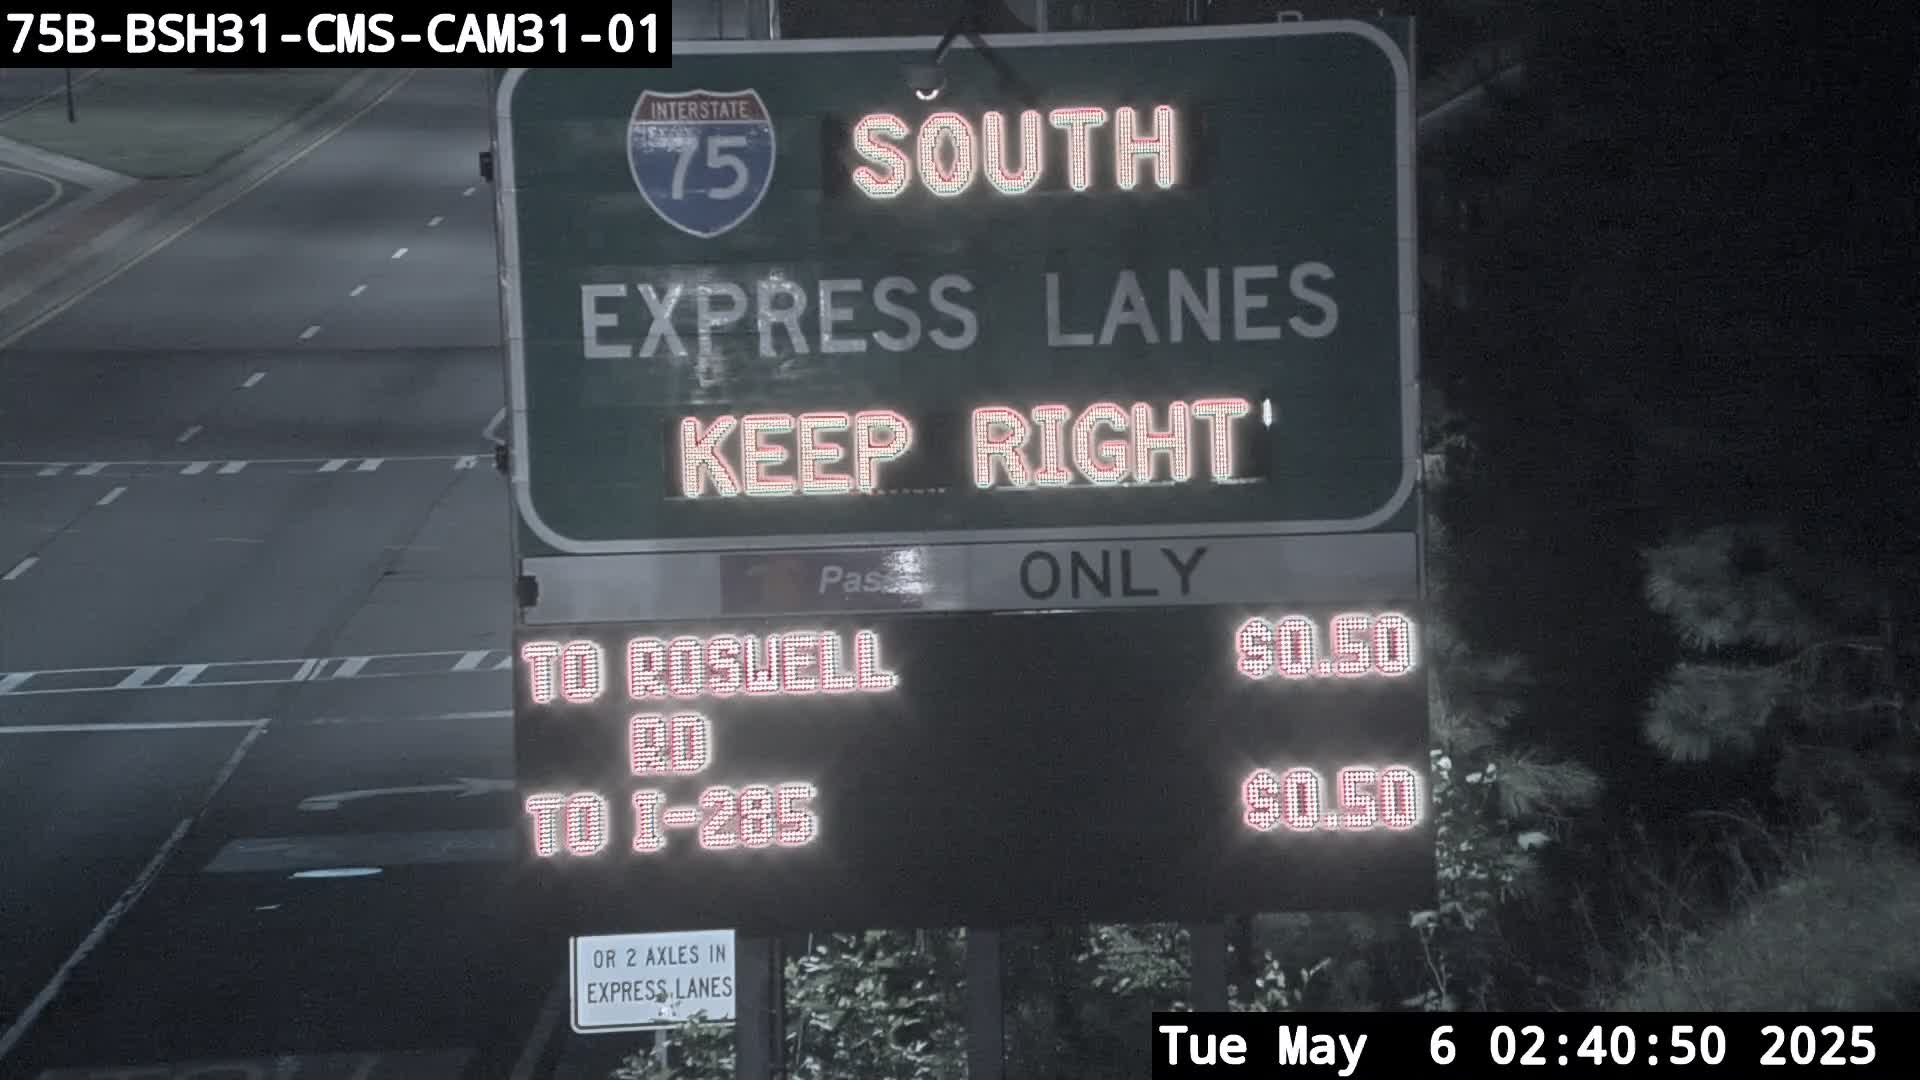 75B-BSH31-CMS-CAM31-01
INTERSTATE
75
SOUTH
EXPRESS LANES
KEEP RIGHT
Pass ONLY
TO ROSWELL $0.50
RD
TO I-285 $0.50
OR 2 AXLES IN
EXPRESS LANES
Tue May 6 02:40:50 2025